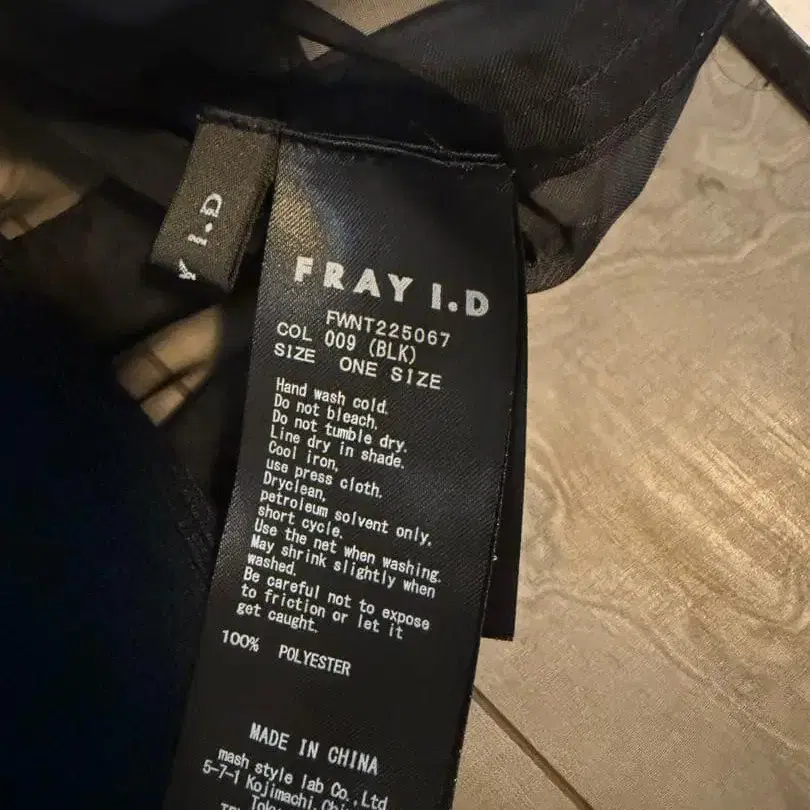 Y I.D
FRAY I.D
FWNT225067
COL 009 (BLK)
SIZE ONE SIZE
Hand wash cold.
Do not bleach.
Do not tumble dry.
Line dry in shade.
Cool iron,
use press cloth.
Dryclean,
petroleum solvent only,
short cycle.
Use the net when washing.
May shrink slightly when
washed.
Be careful not to expose
to friction or let it
get caught.
100% POLYESTER
MADE IN CHINA
mash style lab Co.,Ltd
5-7-1 Kojimachi,